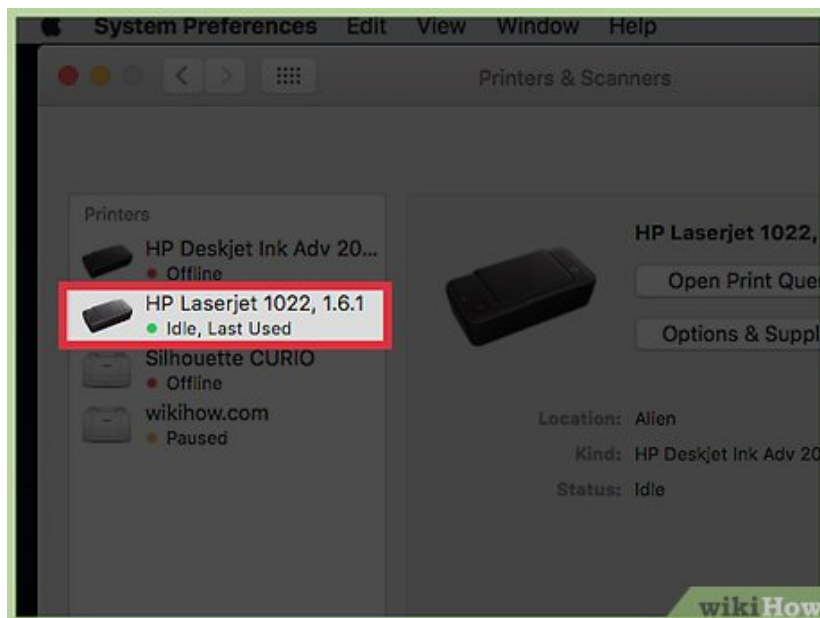 System Preferences Edit View Window Help
Printers & Scanners
Printers
HP Deskjet Ink Adv 20...
Offline
HP Laserjet 1022, 1.6.1
Idle, Last Used
Silhouette CURIO
Offline
wikihow.com
Paused
HP Laserjet 1022,
Open Print Que
Options & Suppl
Location: Alien
Kind: HP Deskjet Ink Adv 20
Status: Idle
wikiHow